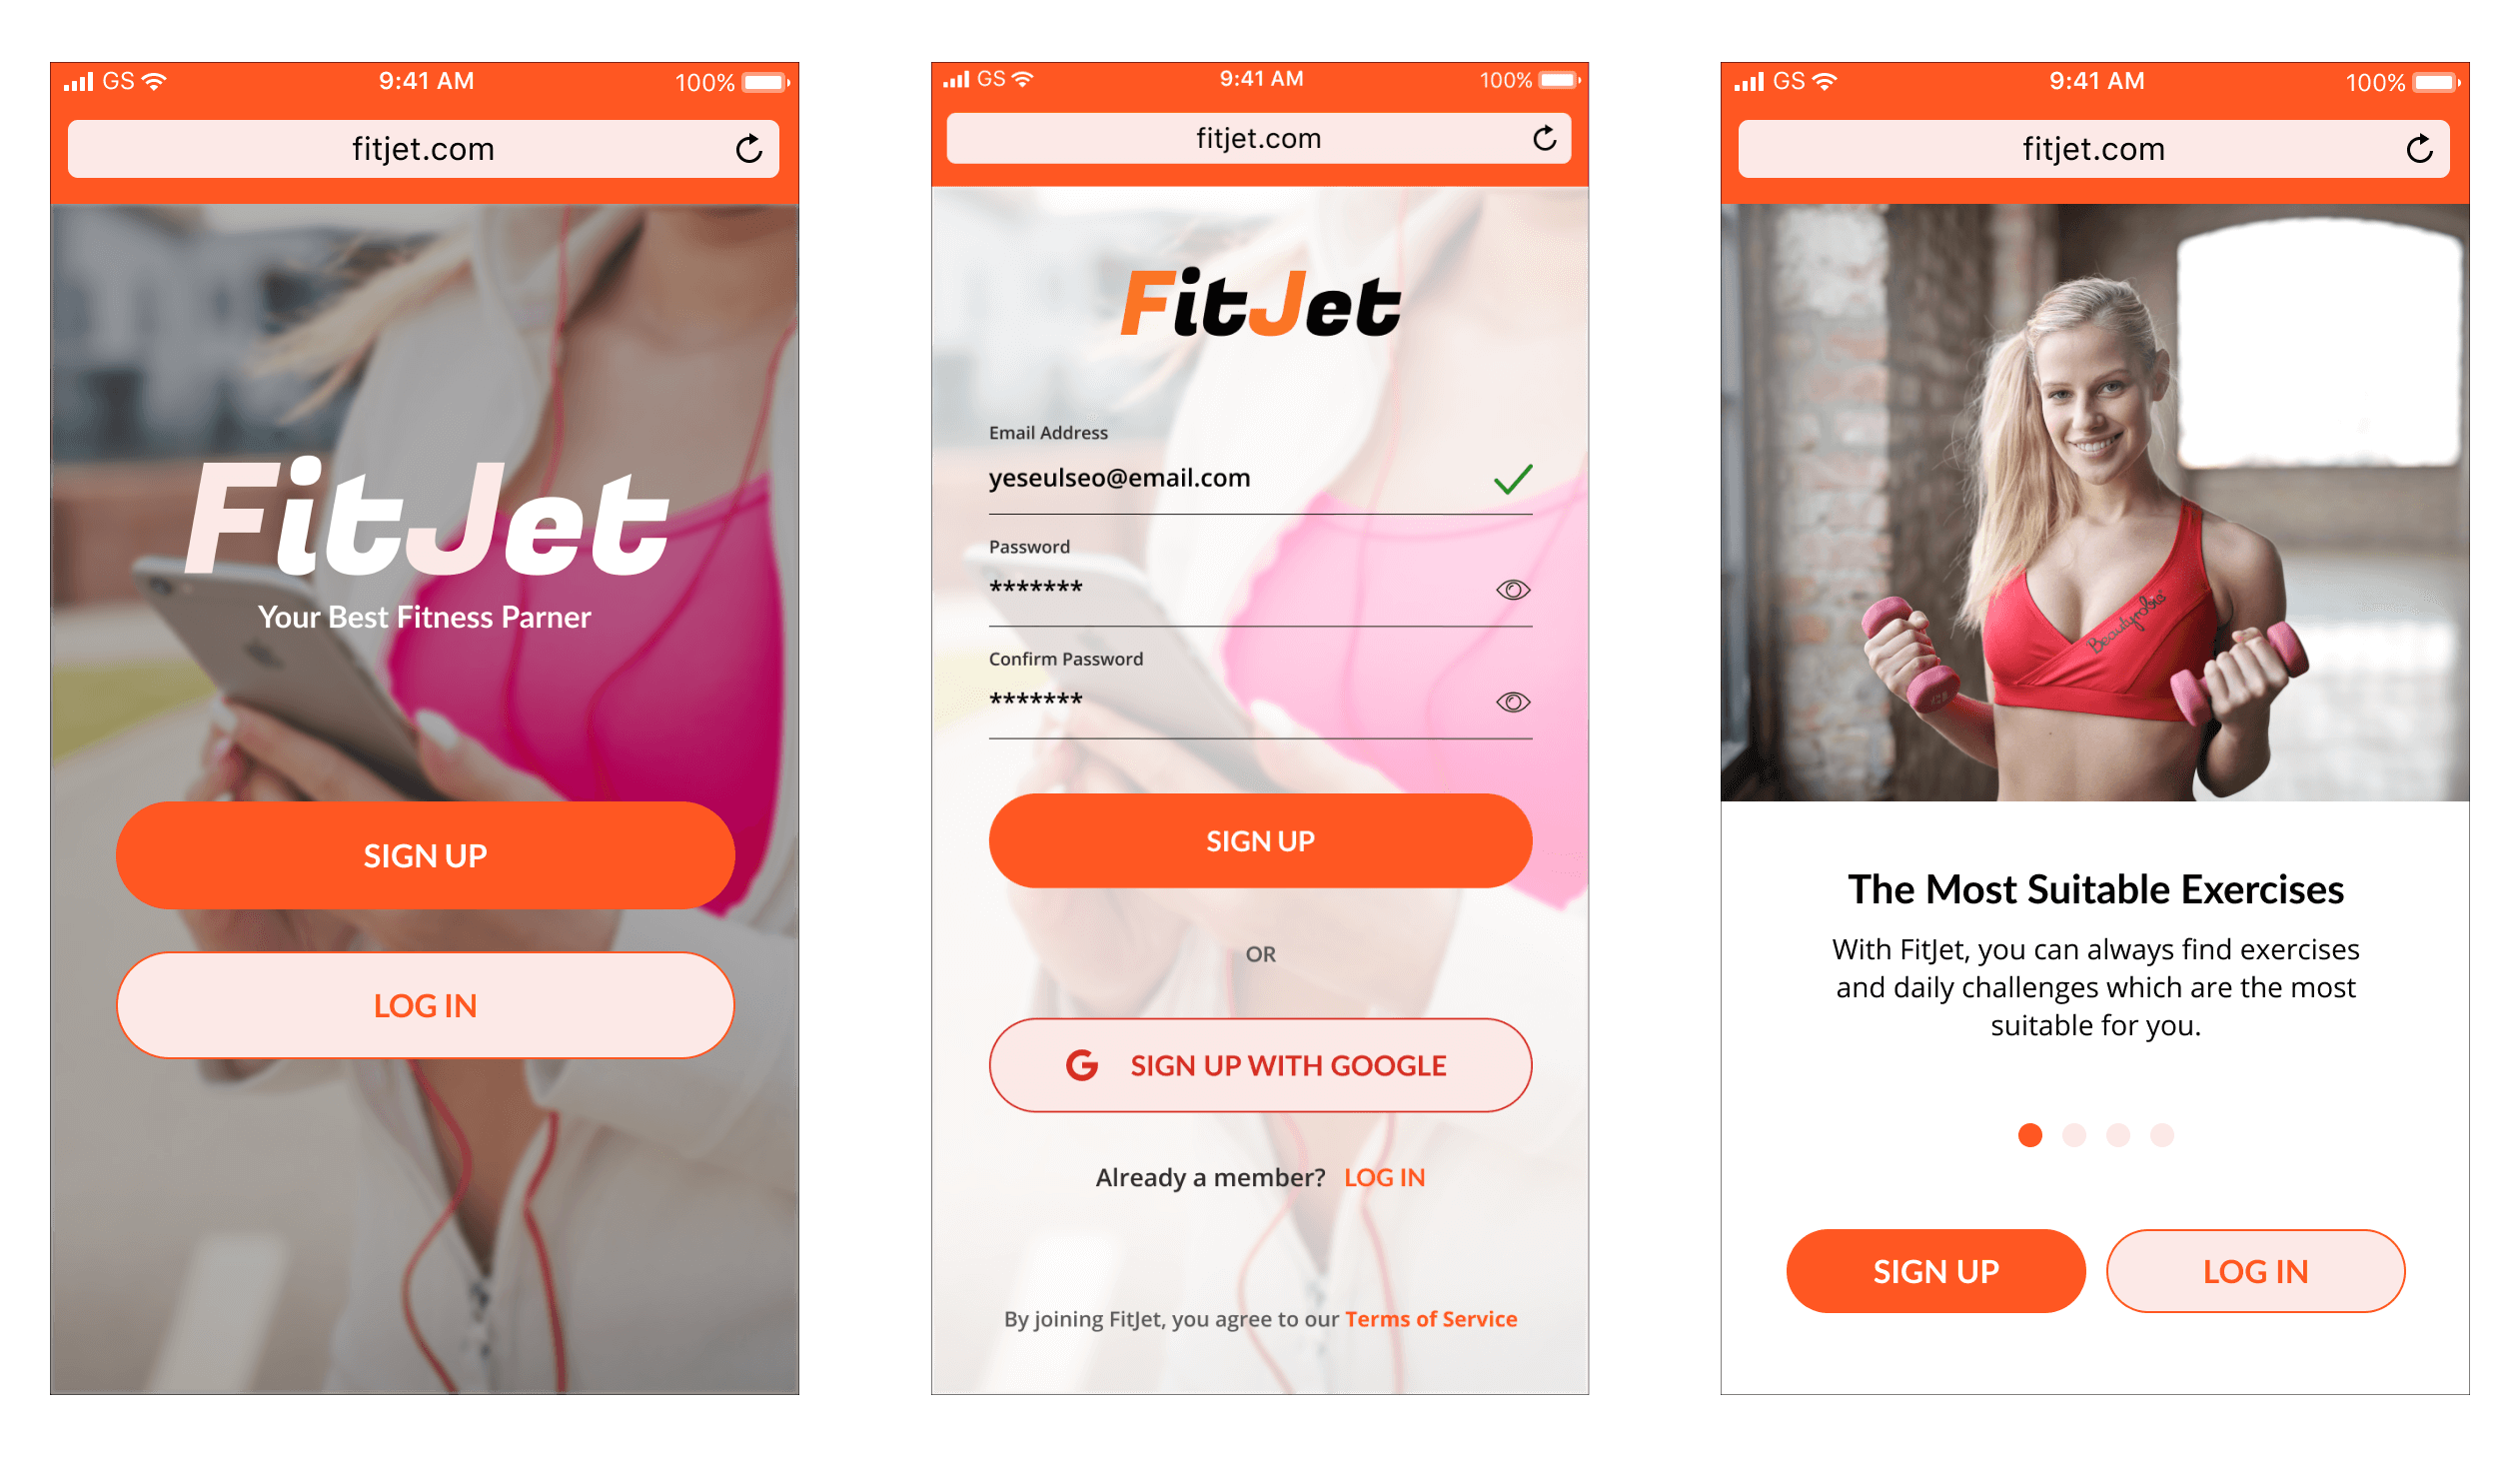 GS 9:41 AM 100%
fitjet.com
FitJet
Your Best Fitness Parner
SIGN UP
LOG IN
GS 9:41 AM 100%
fitjet.com
FitJet
Email Address
yeseulseo@email.com
Password
*******
Confirm Password
*******
SIGN UP
OR
G SIGN UP WITH GOOGLE
Already a member? LOG IN
By joining FitJet, you agree to our Terms of Service
GS 9:41 AM 100%
fitjet.com
Beautyrobic
The Most Suitable Exercises
With FitJet, you can always find exercises
and daily challenges which are the most
suitable for you.
SIGN UP LOG IN